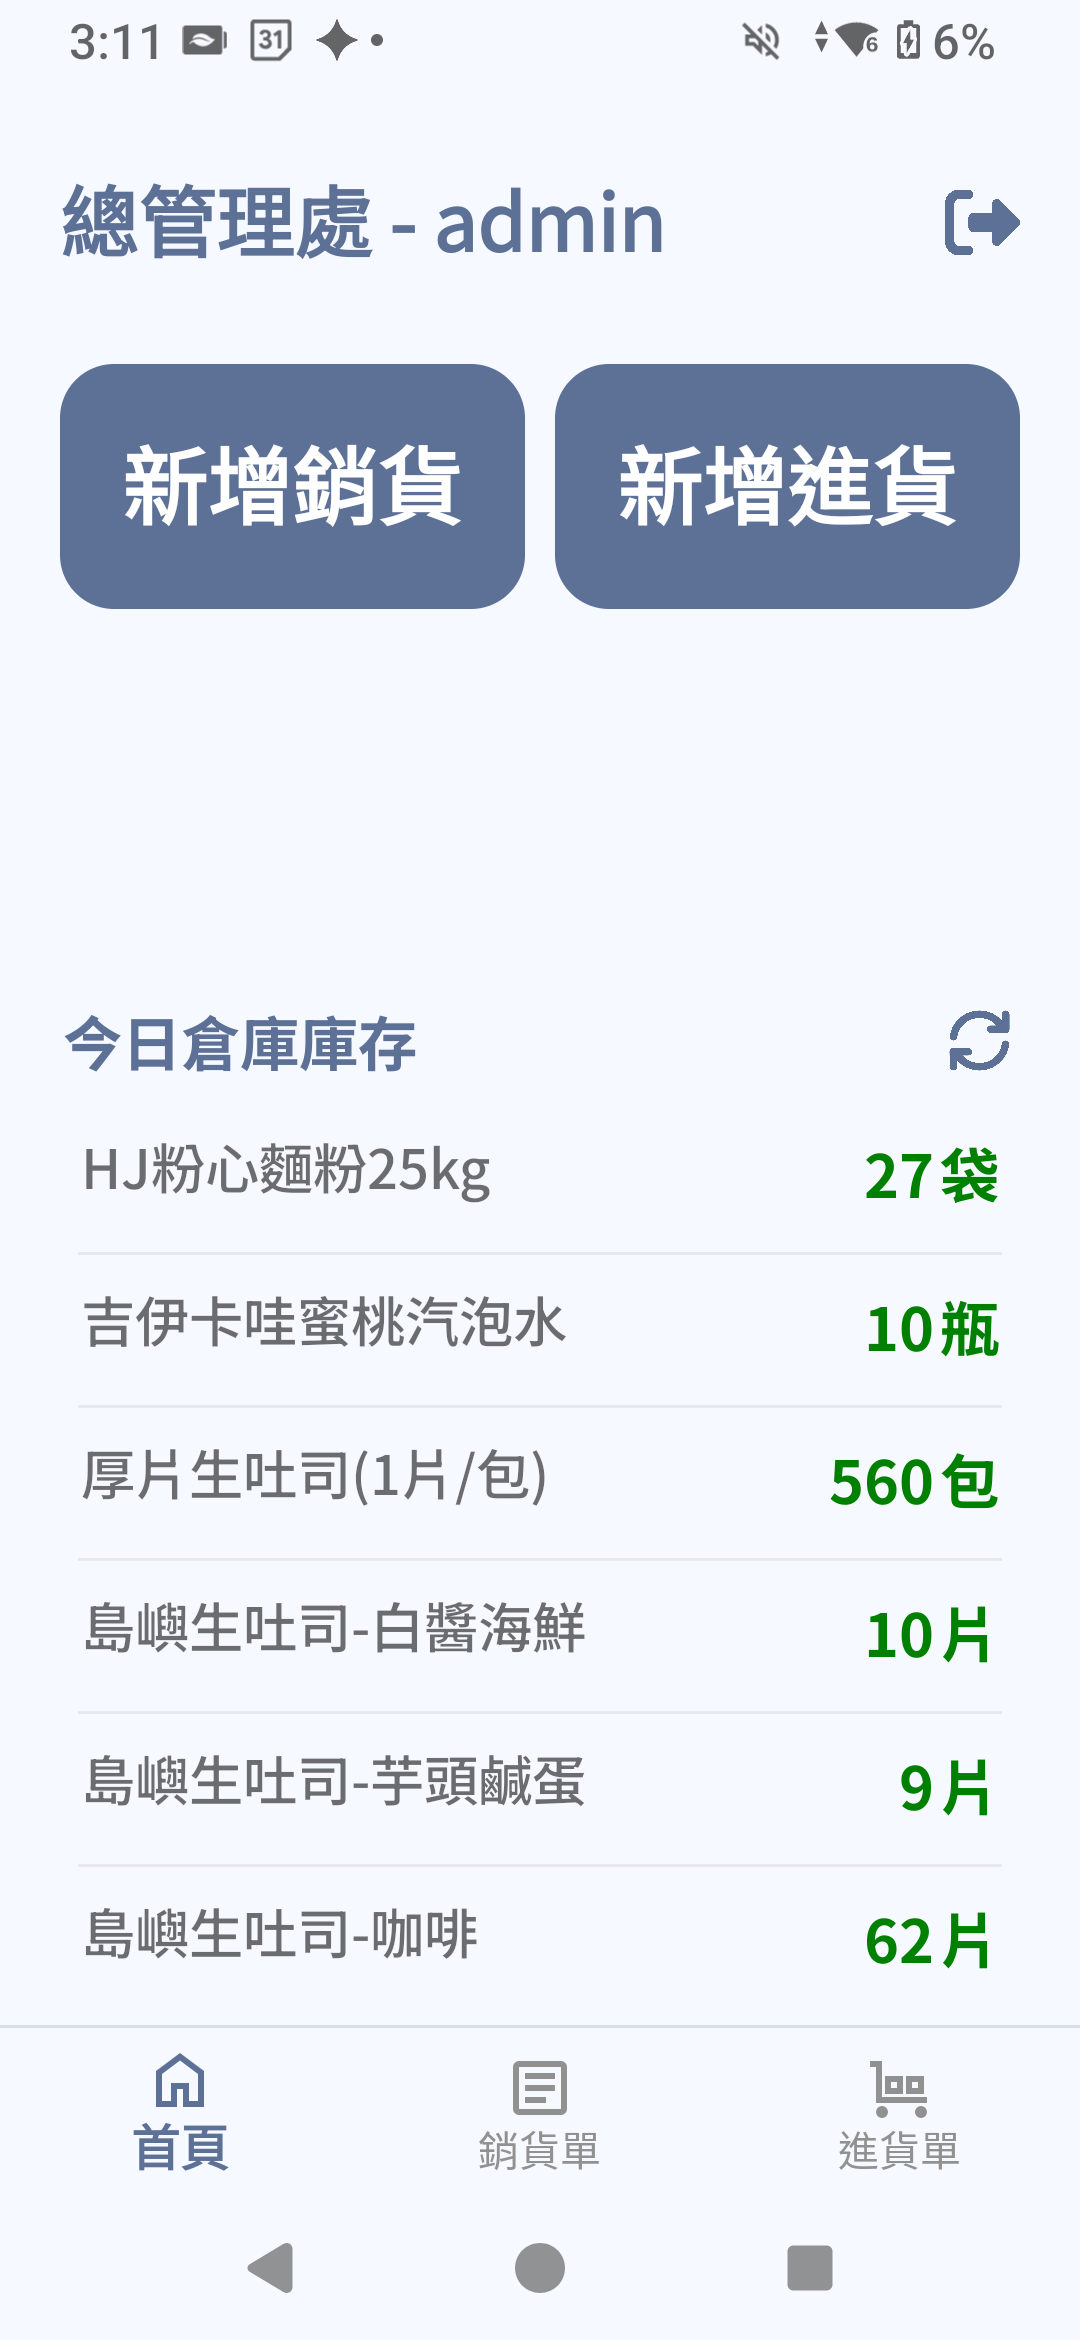 3:11
31
6
6%
總管理處 - admin
新增銷貨
新增進貨
今日倉庫庫存
HJ粉心麵粉25kg
27袋
吉伊卡哇蜜桃汽泡水
10瓶
厚片生吐司(1片/包)
560包
島嶼生吐司-白醬海鮮
10片
島嶼生吐司-芋頭鹹蛋
9片
島嶼生吐司-咖啡
62片
首頁
銷貨單
進貨單